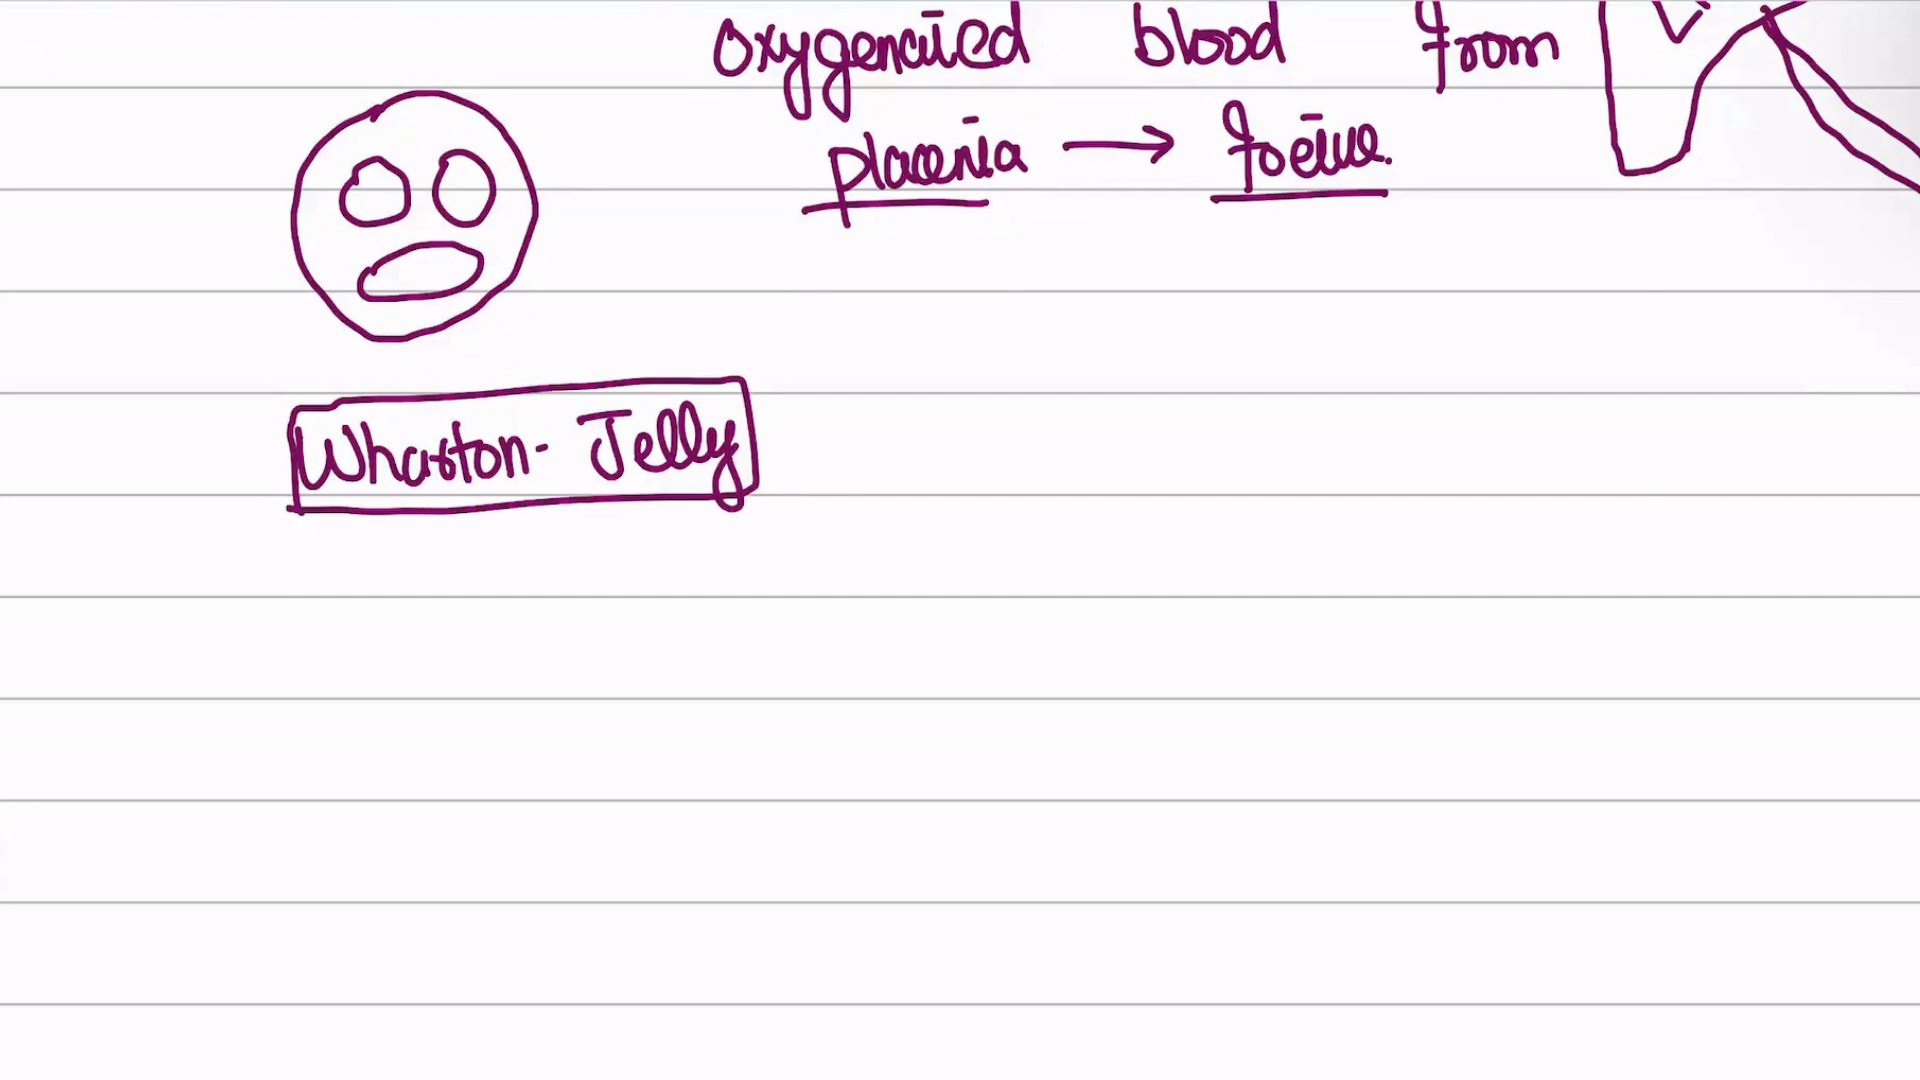 oxygenated blood from
placenta → foetus.
Wharton- Jelly